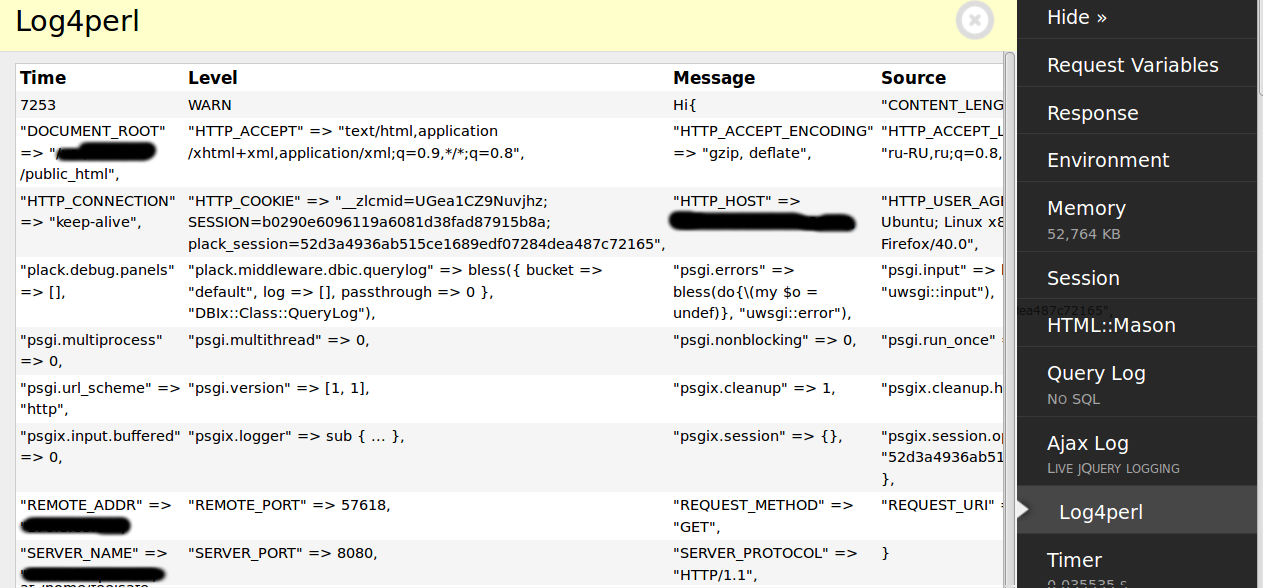 Log4perl
Time Level Message Source
7253 WARN Hi{ "CONTENT_LENG
"DOCUMENT_ROOT" "HTTP_ACCEPT" => "text/html,application "HTTP_ACCEPT_ENCODING" "HTTP_ACCEPT_L
=> "/ /xhtml+xml,application/xml;q=0.9,*/*;q=0.8", => "gzip, deflate", "ru-RU,ru;q=0.8,
/public_html",
"HTTP_CONNECTION" "HTTP_COOKIE" => "__zlcmid=UGea1CZ9Nuvjhz; "HTTP_HOST" => "HTTP_USER_AGE
=> "keep-alive", SESSION=b0290e6096119a6081d38fad87915b8a; Ubuntu; Linux x8
plack_session=52d3a4936ab515ce1689edf07284dea487c72165", Firefox/40.0",
"plack.debug.panels" "plack.middleware.dbic.querylog" => bless({ bucket => "psgi.errors" => "psgi.input" =>
=> [], "default", log => [], passthrough => 0 }, bless(do{\(my $o = "uwsgi::input"),
"DBIx::Class::QueryLog"), undef)}, "uwsgi::error"),
"psgi.multiprocess" "psgi.multithread" => 0, "psgi.nonblocking" => 0, "psgi.run_once"
=> 0,
"psgi.url_scheme" => "psgi.version" => [1, 1], "psgix.cleanup" => 1, "psgix.cleanup.h
"http",
"psgix.input.buffered" "psgix.logger" => sub { ... }, "psgix.session" => {}, "psgix.session.op
=> 0, "52d3a4936ab51
},
"REMOTE_ADDR" => "REMOTE_PORT" => 57618, "REQUEST_METHOD" => "REQUEST_URI"
"GET",
"SERVER_NAME" => "SERVER_PORT" => 8080, "SERVER_PROTOCOL" => }
"HTTP/1.1",
Hide »
Request Variables
Response
Environment
Memory
52,764 KB
Session
ea487c72165",
HTML::Mason
Query Log
No SQL
Ajax Log
Live jQuery Logging
Log4perl
Timer
0.035535 s